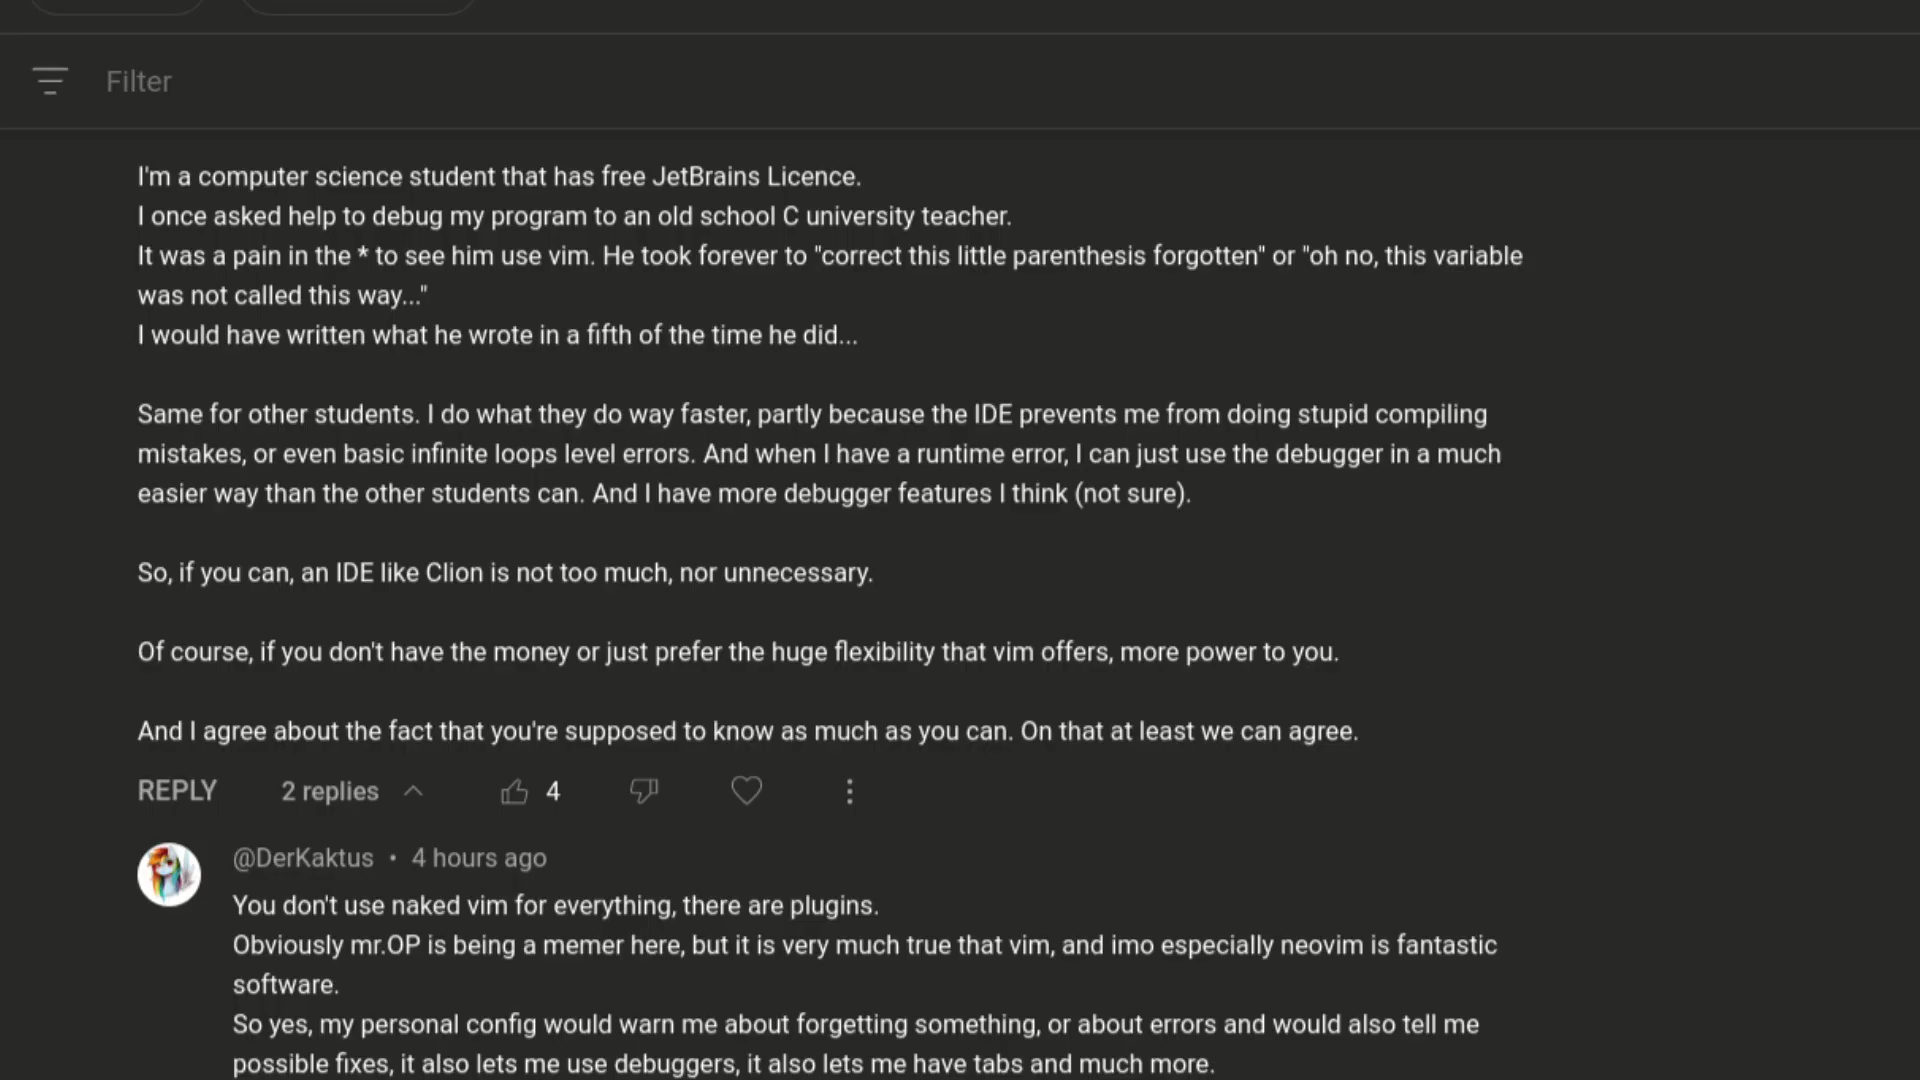 Filter
I'm a computer science student that has free JetBrains Licence.
I once asked help to debug my program to an old school C university teacher.
It was a pain in the * to see him use vim. He took forever to "correct this little parenthesis forgotten" or "oh no, this variable
was not called this way..."
I would have written what he wrote in a fifth of the time he did...
Same for other students. I do what they do way faster, partly because the IDE prevents me from doing stupid compiling
mistakes, or even basic infinite loops level errors. And when I have a runtime error, I can just use the debugger in a much
easier way than the other students can. And I have more debugger features I think (not sure).
So, if you can, an IDE like Clion is not too much, nor unnecessary.
Of course, if you don't have the money or just prefer the huge flexibility that vim offers, more power to you.
And I agree about the fact that you're supposed to know as much as you can. On that at least we can agree.
REPLY 2 replies 4
@DerKaktus • 4 hours ago
You don't use naked vim for everything, there are plugins.
Obviously mr.OP is being a memer here, but it is very much true that vim, and imo especially neovim is fantastic
software.
So yes, my personal config would warn me about forgetting something, or about errors and would also tell me
possible fixes, it also lets me use debuggers, it also lets me have tabs and much more.